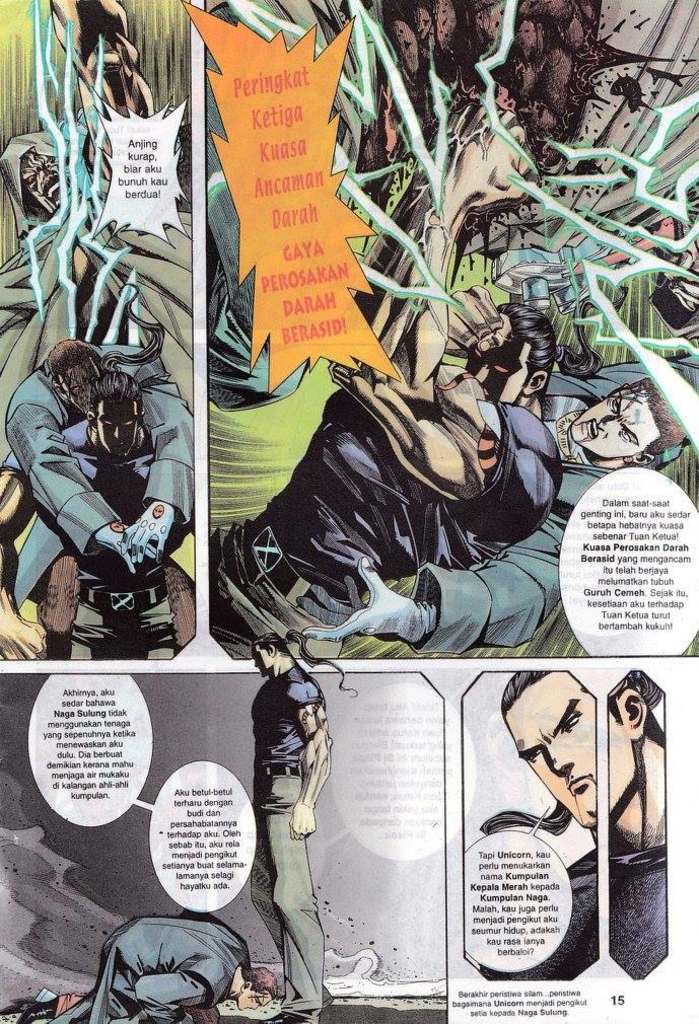 Anjing
kurap,
biar aku
bunuh kau
berdua!
Peringkat
Ketiga
Kuasa
Ancaman
Darah
GAYA
PEROSAKAN
DARAH
BERASID!
Dalam saat-saat
genting ini, baru aku sedar
betapa hebatnya kuasa
sebenar Tuan Ketua!
Kuasa Perosakan Darah
Berasid yang mengancam
itu telah berjaya
melumatkan tubuh
Guruh Cemeh. Sejak itu,
kesetiaan aku terhadap
Tuan Ketua turut
bertambah kukuh!
Akhirnya, aku
sedar bahawa
Naga Sulung tidak
menggunakan tenaga
yang sepenuhnya ketika
menewaskan aku
dulu. Dia berbuat
demikian kerana mahu
menjaga air mukaku
di kalangan ahli-ahli
kumpulan.
Aku betul-betul
terharu dengan
budi dan
persahabatannya
terhadap aku. Oleh
sebab itu, aku rela
menjadi pengikut
setianya buat selama-
lamanya selagi
hayatku ada.
Tapi Unicorn, kau
perlu menukarkan
nama Kumpulan
Kepala Merah kepada
Kumpulan Naga.
Malah, kau juga perlu
menjadi pengikut aku
seumur hidup, adakah
kau rasa ianya
berbaloi?
Berakhir peristiwa silam...peristiwa
bagaimana Unicorn menjadi pengikut
setia kepada Naga Sulung.
15